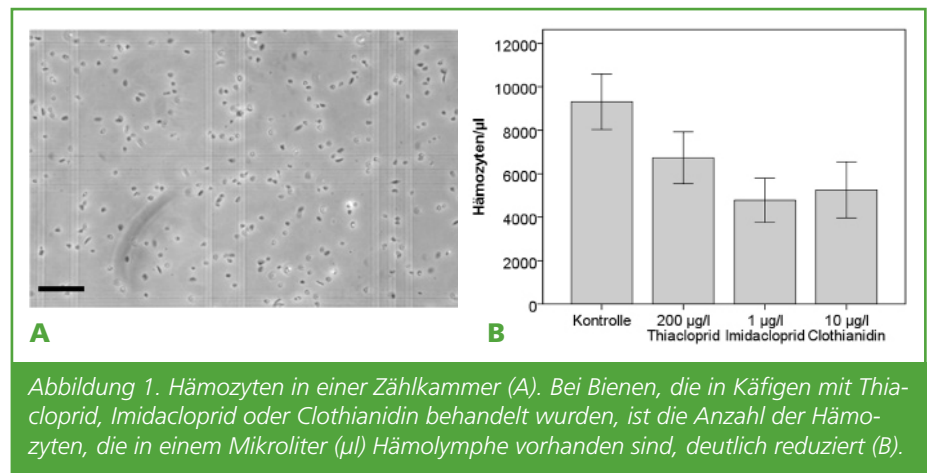 A
B
Hämozyten/µl
12000
10000
8000
6000
4000
2000
0
Kontrolle
200 µg/l
Thiacloprid
1 µg/l
Imidacloprid
10 µg/l
Clothianidin
Abbildung 1. Hämozyten in einer Zählkammer (A). Bei Bienen, die in Käfigen mit Thia-
cloprid, Imidacloprid oder Clothianidin behandelt wurden, ist die Anzahl der Hämo-
zyten, die in einem Mikroliter (µl) Hämolymphe vorhanden sind, deutlich reduziert (B).